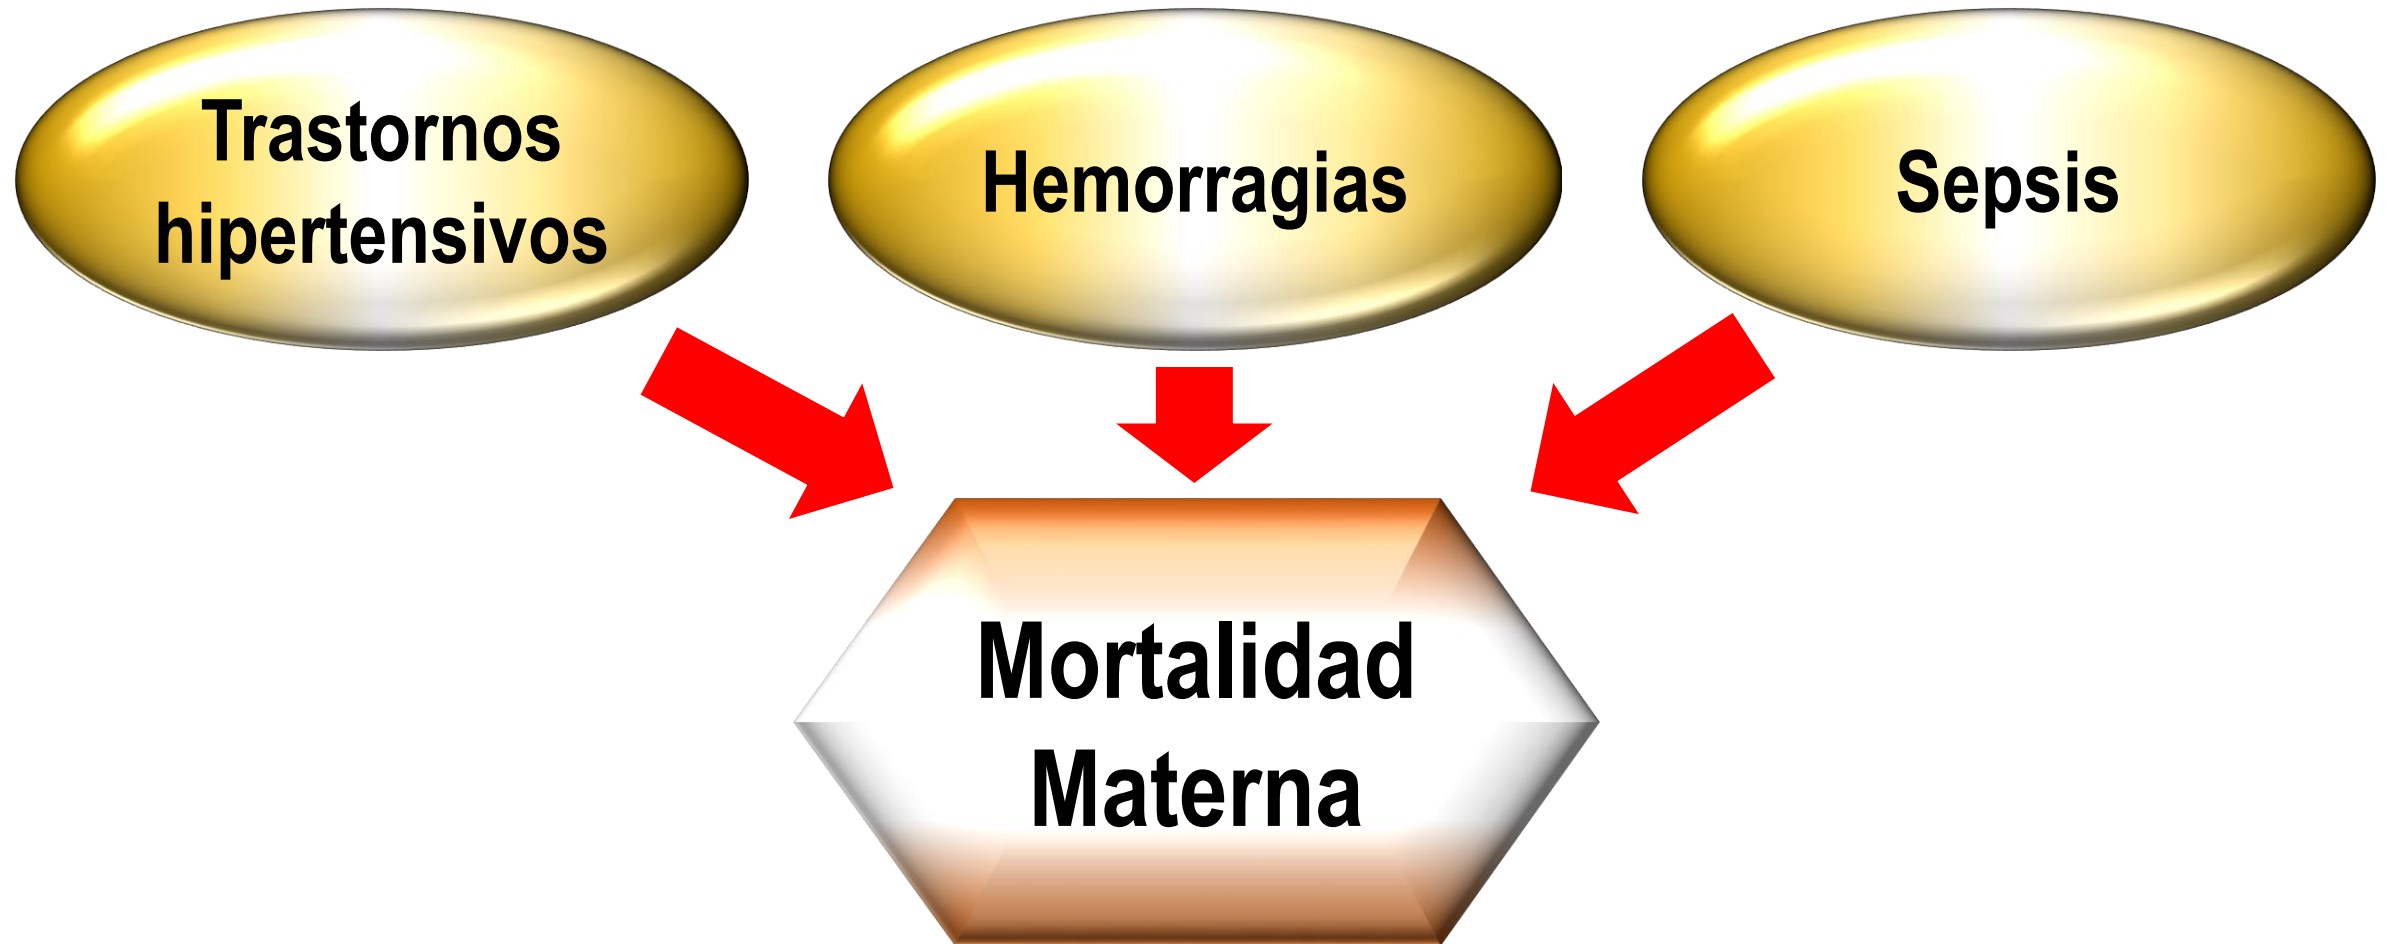 Trastornos
hipertensivos
Hemorragias
Sepsis
Mortalidad
Materna